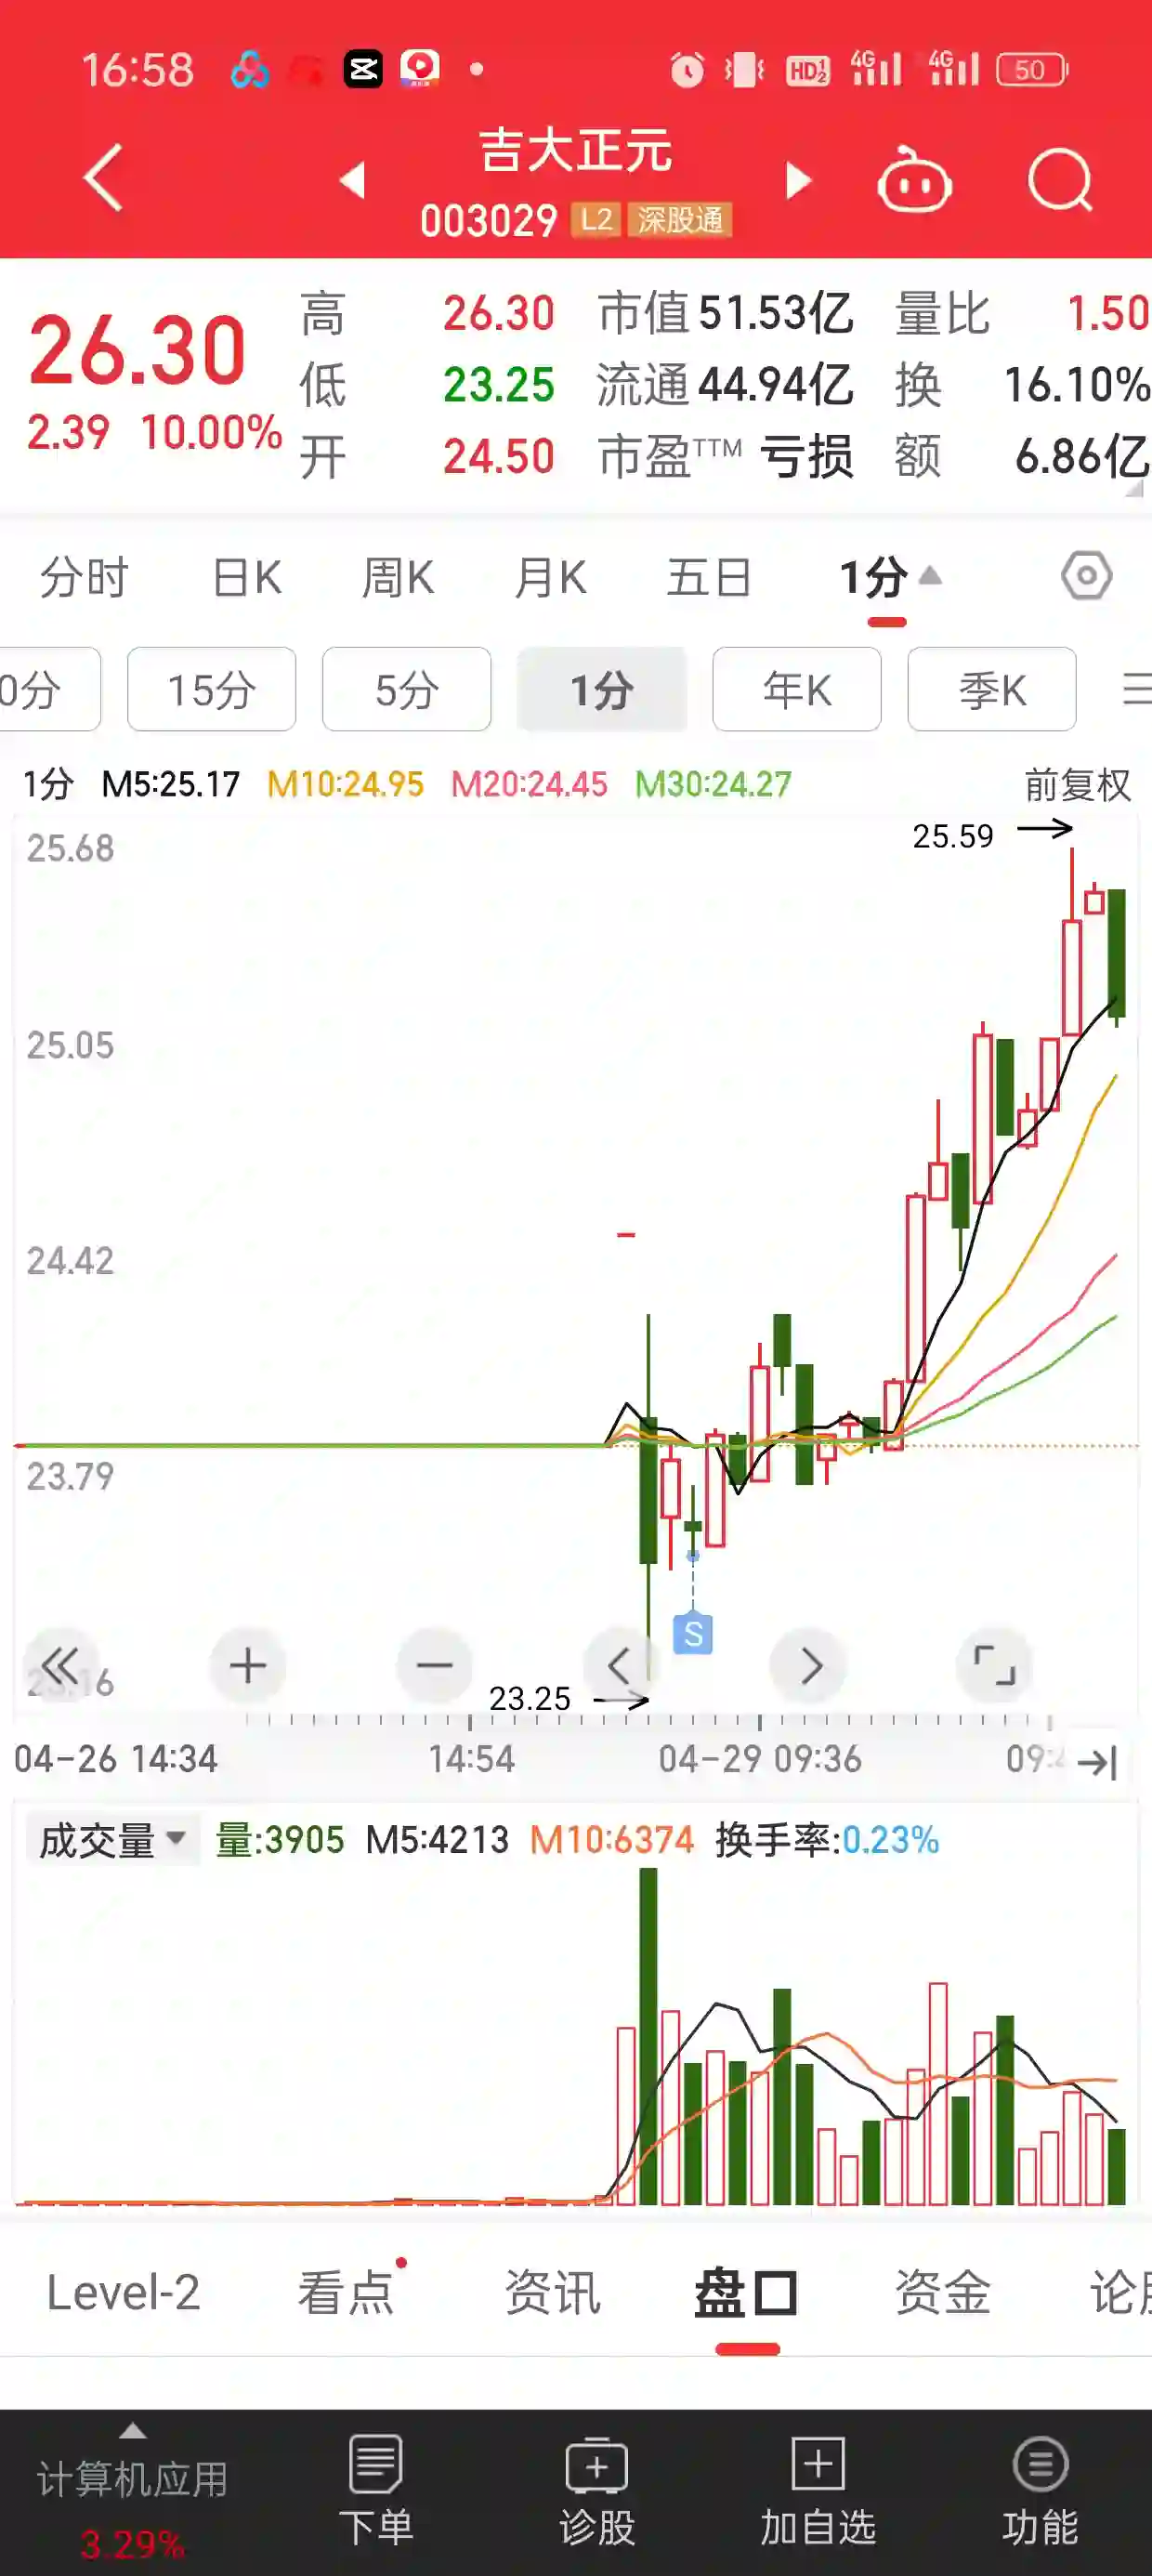 16:58 HD 1 2 4G 4G 50
吉大正元
003029 L2 深股通
26.30 高 26.30 市值 51.53亿 量比 1.50
低 23.25 流通 44.94亿 换 16.10%
2.39 10.00% 开 24.50 市盈TTM 亏损 额 6.86亿
分时 日K 周K 月K 五日 1分
0分 15分 5分 1分 年K 季K
1分 M5:25.17 M10:24.95 M20:24.45 M30:24.27 前复权
25.68
25.59
25.05
24.42
23.79
S
23.25
04-26 14:34 14:54 04-29 09:36
成交量 量:3905 M5:4213 M10:6374 换手率:0.23%
Level-2 看点 资讯 盘口 资金 论
计算机应用
3.29%
下单 诊股 加自选 功能